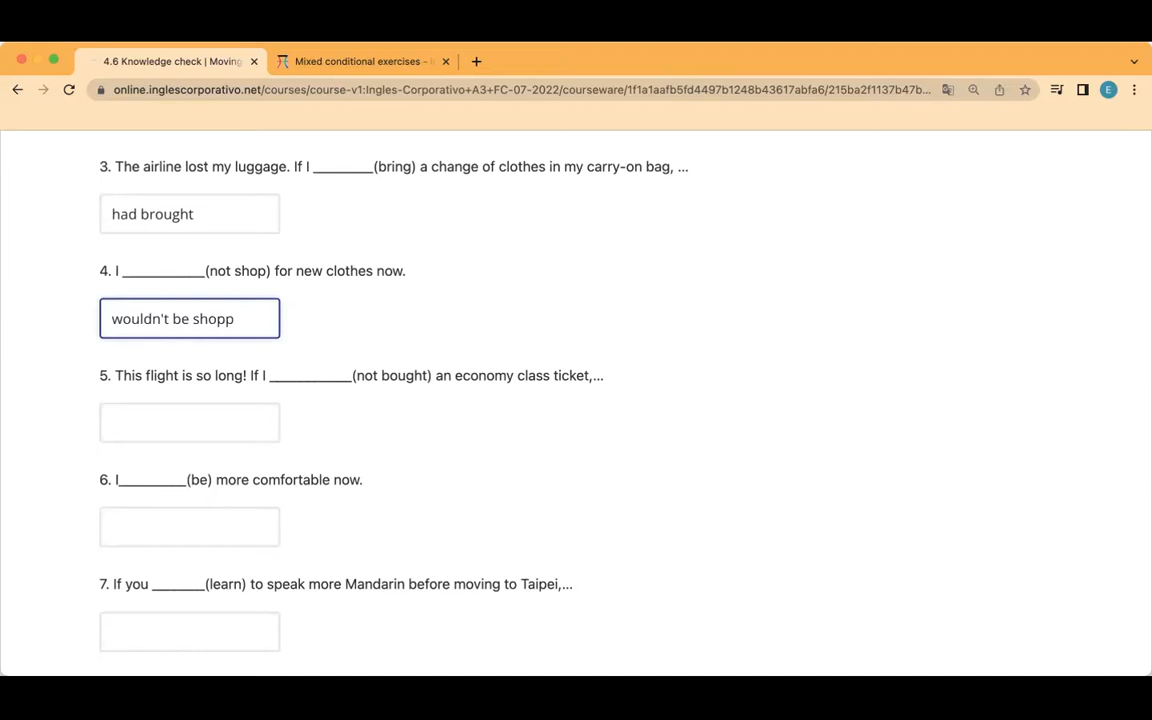 4.6 Knowledge check | Moving
Mixed conditional exercises -
online.inglescorporativo.net/courses/course-v1:Ingles-Corporativo+A3+FC-07-2022/courseware/1f1a1aafb5fd4497b1248b43617abfa6/215ba2f1137b47b...
E
3. The airline lost my luggage. If I ________(bring) a change of clothes in my carry-on bag, ...
had brought
4. I ___________(not shop) for new clothes now.
wouldn't be shopp
5. This flight is so long! If I ___________(not bought) an economy class ticket,...
6. I_________(be) more comfortable now.
7. If you _______(learn) to speak more Mandarin before moving to Taipei,...